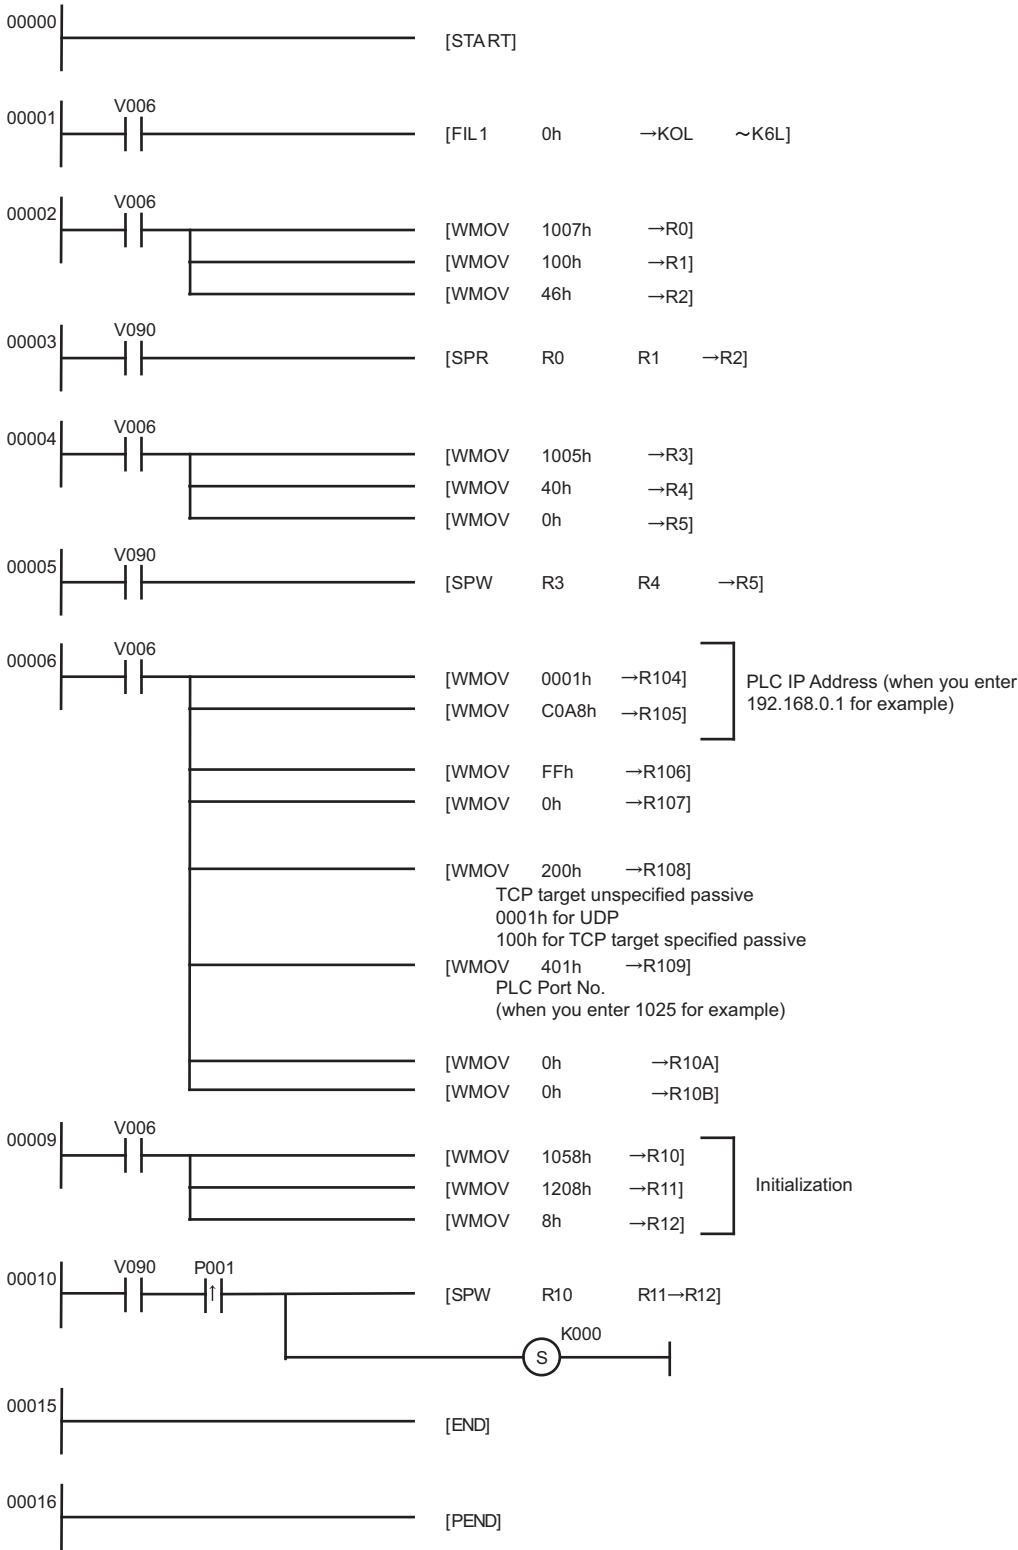 00000
[START]
V006
00001
[FIL1 0h →KOL ～K6L]
V006
00002
[WMOV 1007h →R0]
[WMOV 100h →R1]
[WMOV 46h →R2]
V090
00003
[SPR R0 R1 →R2]
V006
00004
[WMOV 1005h →R3]
[WMOV 40h →R4]
[WMOV 0h →R5]
V090
00005
[SPW R3 R4 →R5]
V006
00006
[WMOV 0001h →R104]
[WMOV C0A8h →R105]
PLC IP Address (when you enter
192.168.0.1 for example)
[WMOV FFh →R106]
[WMOV 0h →R107]
[WMOV 200h →R108]
TCP target unspecified passive
0001h for UDP
100h for TCP target specified passive
[WMOV 401h →R109]
PLC Port No.
(when you enter 1025 for example)
[WMOV 0h →R10A]
[WMOV 0h →R10B]
V006
00009
[WMOV 1058h →R10]
[WMOV 1208h →R11]
[WMOV 8h →R12]
Initialization
V090 P001
00010
↑
[SPW R10 R11→R12]
K000
S
00015
[END]
00016
[PEND]